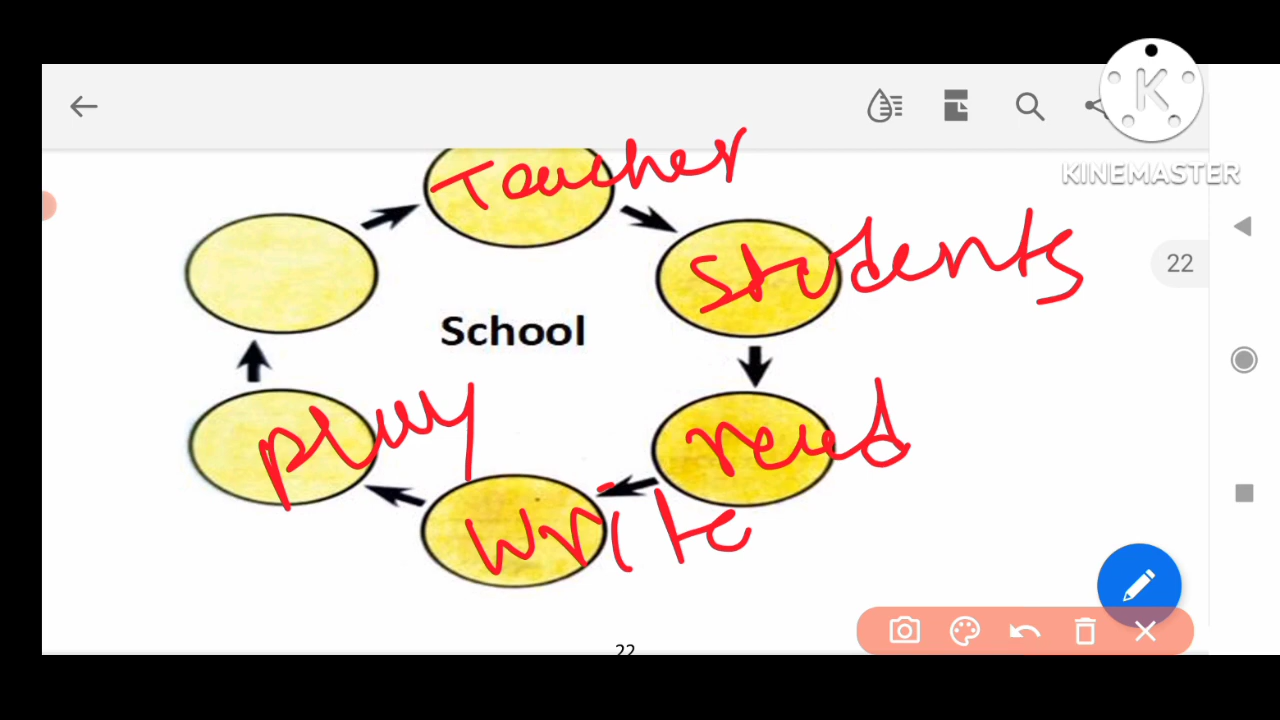 KINEMASTER
Teacher
Students
22
School
play
read
write
22